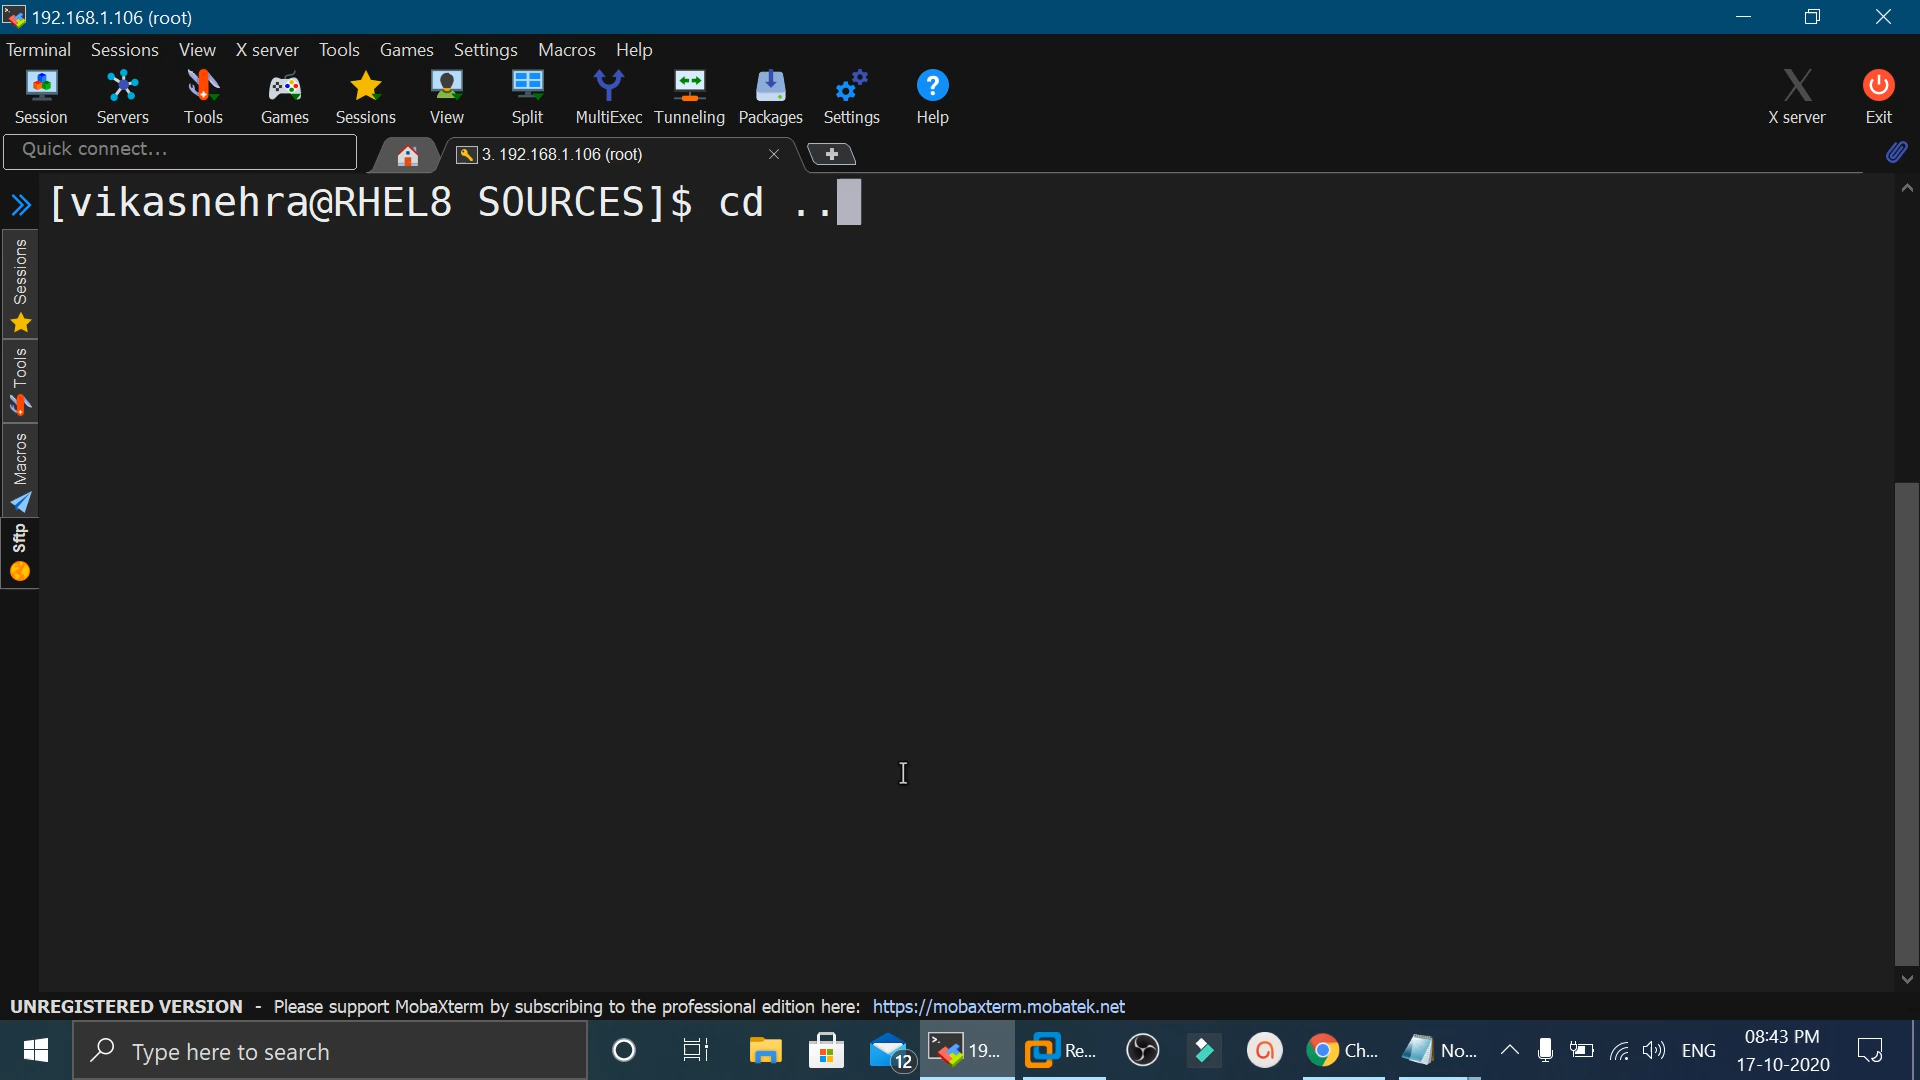 192.168.1.106 (root)
Terminal Sessions View X server Tools Games Settings Macros Help
Session Servers Tools Games Sessions View Split MultiExec Tunneling Packages Settings Help X server Exit
Quick connect...
3. 192.168.1.106 (root)
[vikasnehra@RHEL8 SOURCES]$ cd ..
Sessions
Tools
Macros
Sftp
UNREGISTERED VERSION - Please support MobaXterm by subscribing to the professional edition here: https://mobaxterm.mobatek.net
Type here to search
12
19...
Re...
Ch...
No...
ENG
08:43 PM
17-10-2020